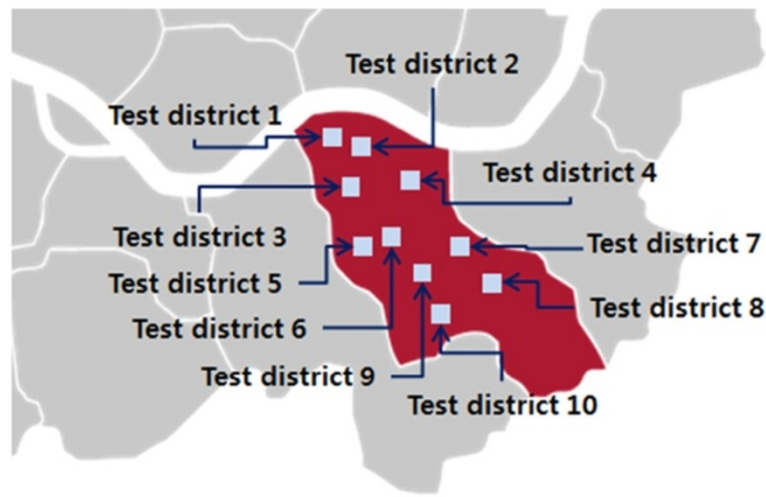 Test district 2
Test district 1
Test district 4
Test district 3
Test district 7
Test district 5
Test district 8
Test district 6
Test district 9
Test district 10